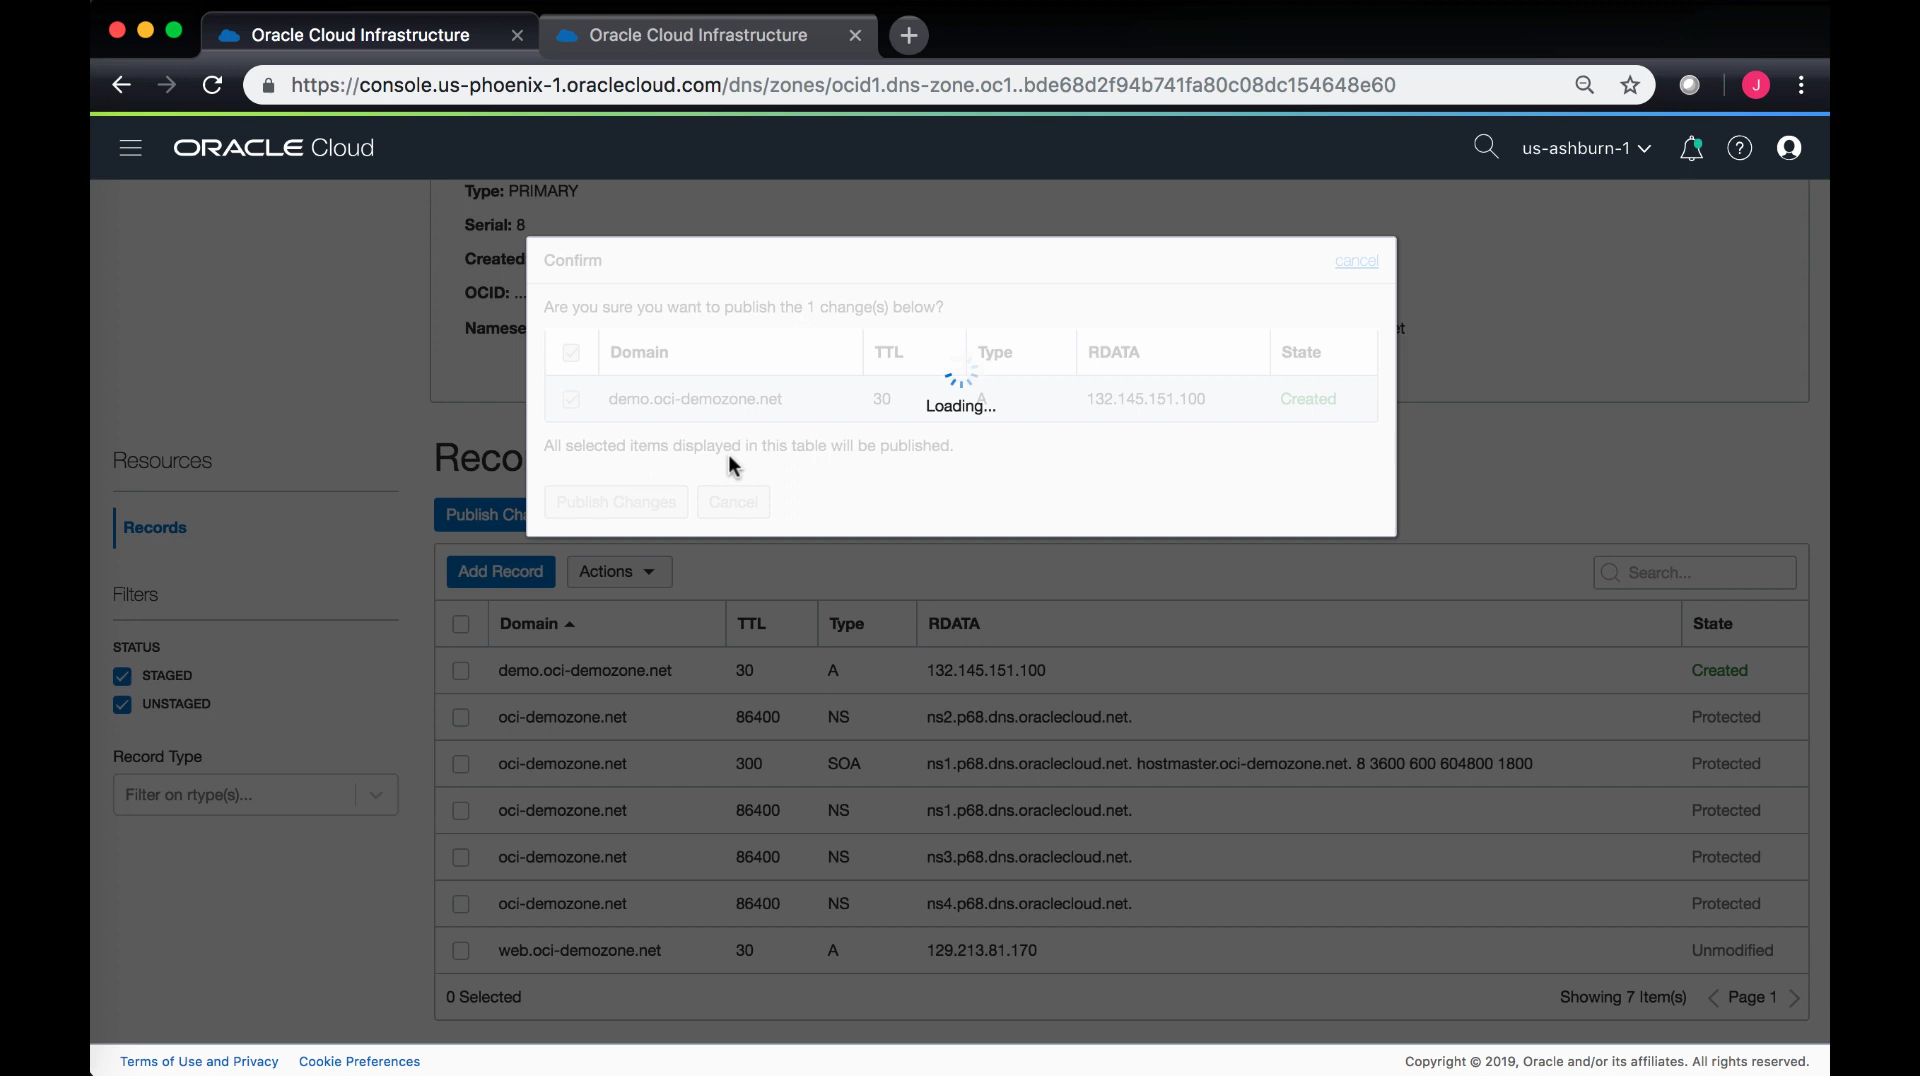 Oracle Cloud Infrastructure
Oracle Cloud Infrastructure
https://console.us-phoenix-1.oraclecloud.com/dns/zones/ocid1.dns-zone.oc1..bde68d2f94b741fa80c08dc154648e60
J
ORACLE Cloud
us-ashburn-1
Type: PRIMARY
Serial: 8
Created
OCID: ...
Namese
et
Confirm
cancel
Are you sure you want to publish the 1 change(s) below?
Domain TTL Type RDATA State
demo.oci-demozone.net 30 A 132.145.151.100 Created
Loading...
All selected items displayed in this table will be published.
Publish Changes Cancel
Resources
Records
Filters
STATUS
STAGED
UNSTAGED
Record Type
Filter on rtype(s)...
Reco
Publish Cha
Add Record Actions Search...
Domain TTL Type RDATA State
demo.oci-demozone.net 30 A 132.145.151.100 Created
oci-demozone.net 86400 NS ns2.p68.dns.oraclecloud.net. Protected
oci-demozone.net 300 SOA ns1.p68.dns.oraclecloud.net. hostmaster.oci-demozone.net. 8 3600 600 604800 1800 Protected
oci-demozone.net 86400 NS ns1.p68.dns.oraclecloud.net. Protected
oci-demozone.net 86400 NS ns3.p68.dns.oraclecloud.net. Protected
oci-demozone.net 86400 NS ns4.p68.dns.oraclecloud.net. Protected
web.oci-demozone.net 30 A 129.213.81.170 Unmodified
0 Selected Showing 7 Item(s) Page 1
Terms of Use and Privacy Cookie Preferences Copyright © 2019, Oracle and/or its affiliates. All rights reserved.